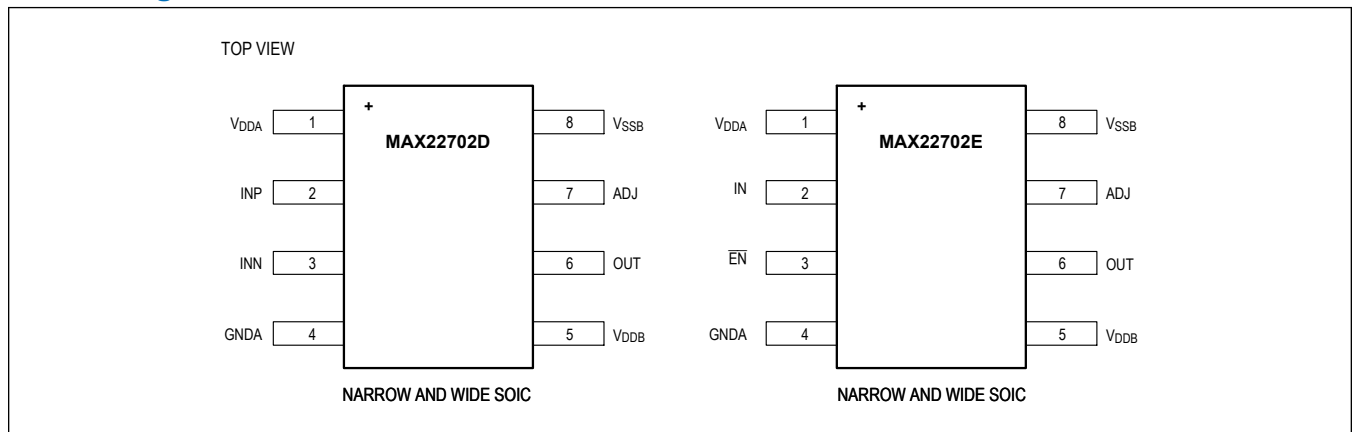 TOP VIEW
+
MAX22702D
VDDA 1
8 VSSB
INP 2
7 ADJ
INN 3
6 OUT
GNDA 4
5 VDDB
NARROW AND WIDE SOIC
+
MAX22702E
VDDA 1
8 VSSB
IN 2
7 ADJ
E̅N̅ 3
6 OUT
GNDA 4
5 VDDB
NARROW AND WIDE SOIC